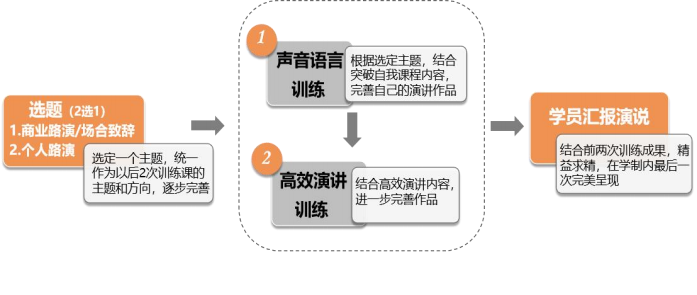 选题（2选1）
1.商业路演/场合致辞
2.个人路演
选定一个主题，统一
作为以后2次训练课的
主题和方向，逐步完善
1
声音语言
训练
根据选定主题，结合
突破自我课程内容，
完善自己的演讲作品
2
高效演讲
训练
结合高效演讲内容，
进一步完善作品
学员汇报演说
结合前两次训练成果，精
益求精，在学制内最后一
次完美呈现